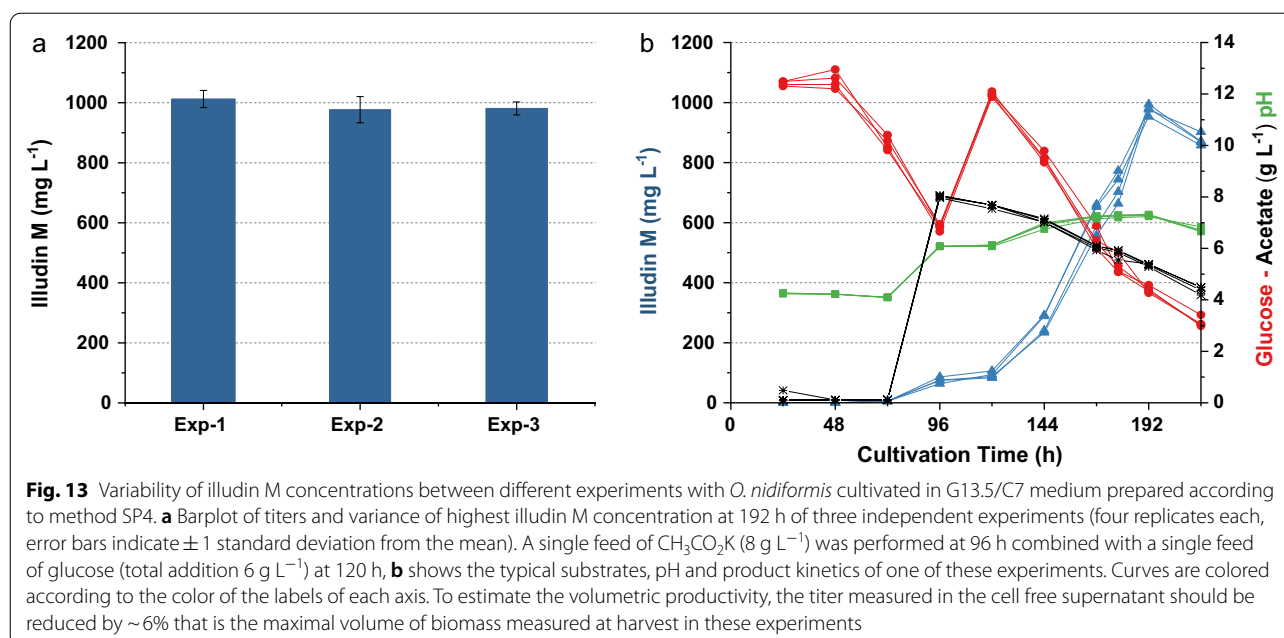 a
Illudin M (mg L-1)
1200
1000
800
600
400
200
0
Exp-1 Exp-2 Exp-3
b
Illudin M (mg L-1)
1200
1000
800
600
400
200
0
14
12
10
8
6
4
2
0
Glucose - Acetate (g L-1) pH
0 48 96 144 192
Cultivation Time (h)
Fig. 13 Variability of illudin M concentrations between different experiments with O. nidiformis cultivated in G13.5/C7 medium prepared according
to method SP4. a Barplot of titers and variance of highest illudin M concentration at 192 h of three independent experiments (four replicates each,
error bars indicate ± 1 standard deviation from the mean). A single feed of CH₃CO₂K (8 g L⁻¹) was performed at 96 h combined with a single feed
of glucose (total addition 6 g L⁻¹) at 120 h, b shows the typical substrates, pH and product kinetics of one of these experiments. Curves are colored
according to the color of the labels of each axis. To estimate the volumetric productivity, the titer measured in the cell free supernatant should be
reduced by ~6% that is the maximal volume of biomass measured at harvest in these experiments